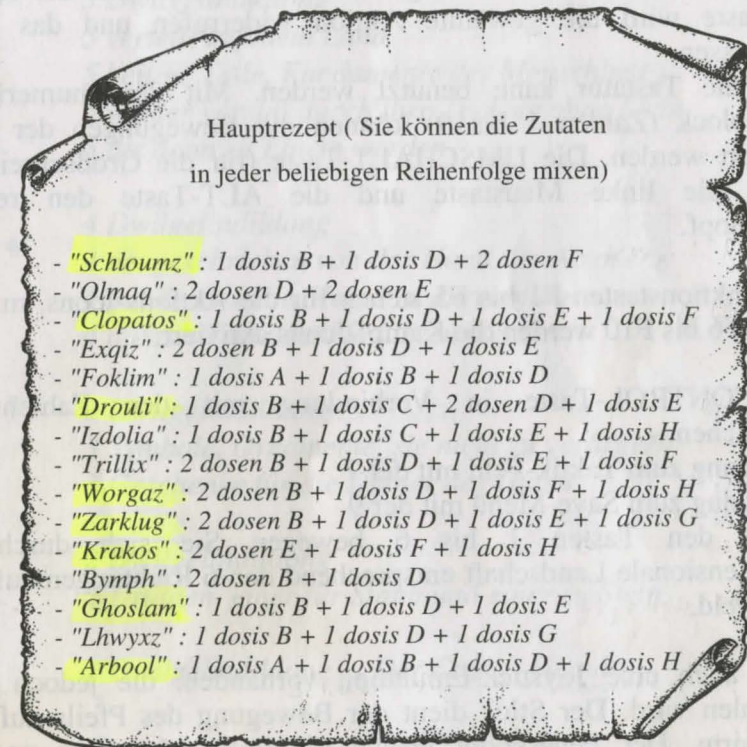 Hauptrezept ( Sie können die Zutaten
in jeder beliebigen Reihenfolge mixen)
- "Schloumz" : 1 dosis B + 1 dosis D + 2 dosen F
- "Olmaq" : 2 dosen D + 2 dosen E
- "Clopatos" : 1 dosis B + 1 dosis D + 1 dosis E + 1 dosis F
- "Exqiz" : 2 dosen B + 1 dosis D + 1 dosis E
- "Foklim" : 1 dosis A + 1 dosis B + 1 dosis D
- "Drouli" : 1 dosis B + 1 dosis C + 2 dosen D + 1 dosis E
- "Izdolia" : 1 dosis B + 1 dosis C + 1 dosis E + 1 dosis H
- "Trillix" : 2 dosen B + 1 dosis D + 1 dosis E + 1 dosis F
- "Worgaz" : 2 dosen B + 1 dosis D + 1 dosis F + 1 dosis H
- "Zarklug" : 2 dosen B + 1 dosis D + 1 dosis E + 1 dosis G
- "Krakos" : 2 dosen E + 1 dosis F + 1 dosis H
- "Bymph" : 2 dosen B + 1 dosis D
- "Ghoslam" : 1 dosis B + 1 dosis D + 1 dosis E
- "Lhwyxz" : 1 dosis B + 1 dosis D + 1 dosis G
- "Arbool" : 1 dosis A + 1 dosis B + 1 dosis D + 1 dosis H